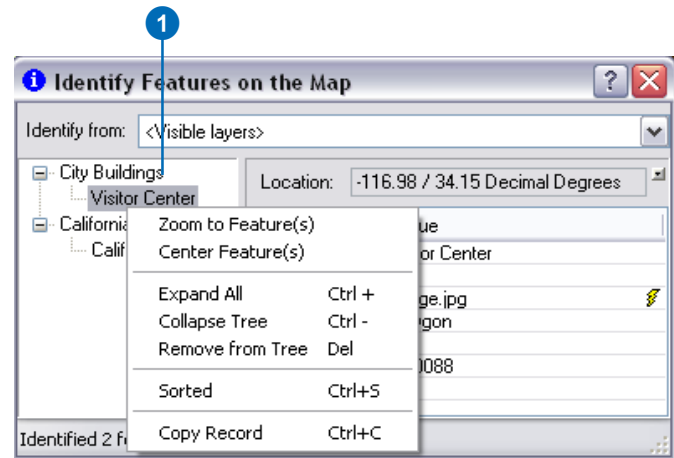 1
Identify Features on the Map
?
Identify from: <Visible layers>
City Buildings
Visitor Center
California
Calif
Location: -116.98 / 34.15 Decimal Degrees
Zoom to Feature(s)
Center Feature(s)
Expand All Ctrl +
Collapse Tree Ctrl -
Remove from Tree Del
Sorted Ctrl+S
Copy Record Ctrl+C
ue
or Center
ge.jpg
gon
0088
Identified 2 f